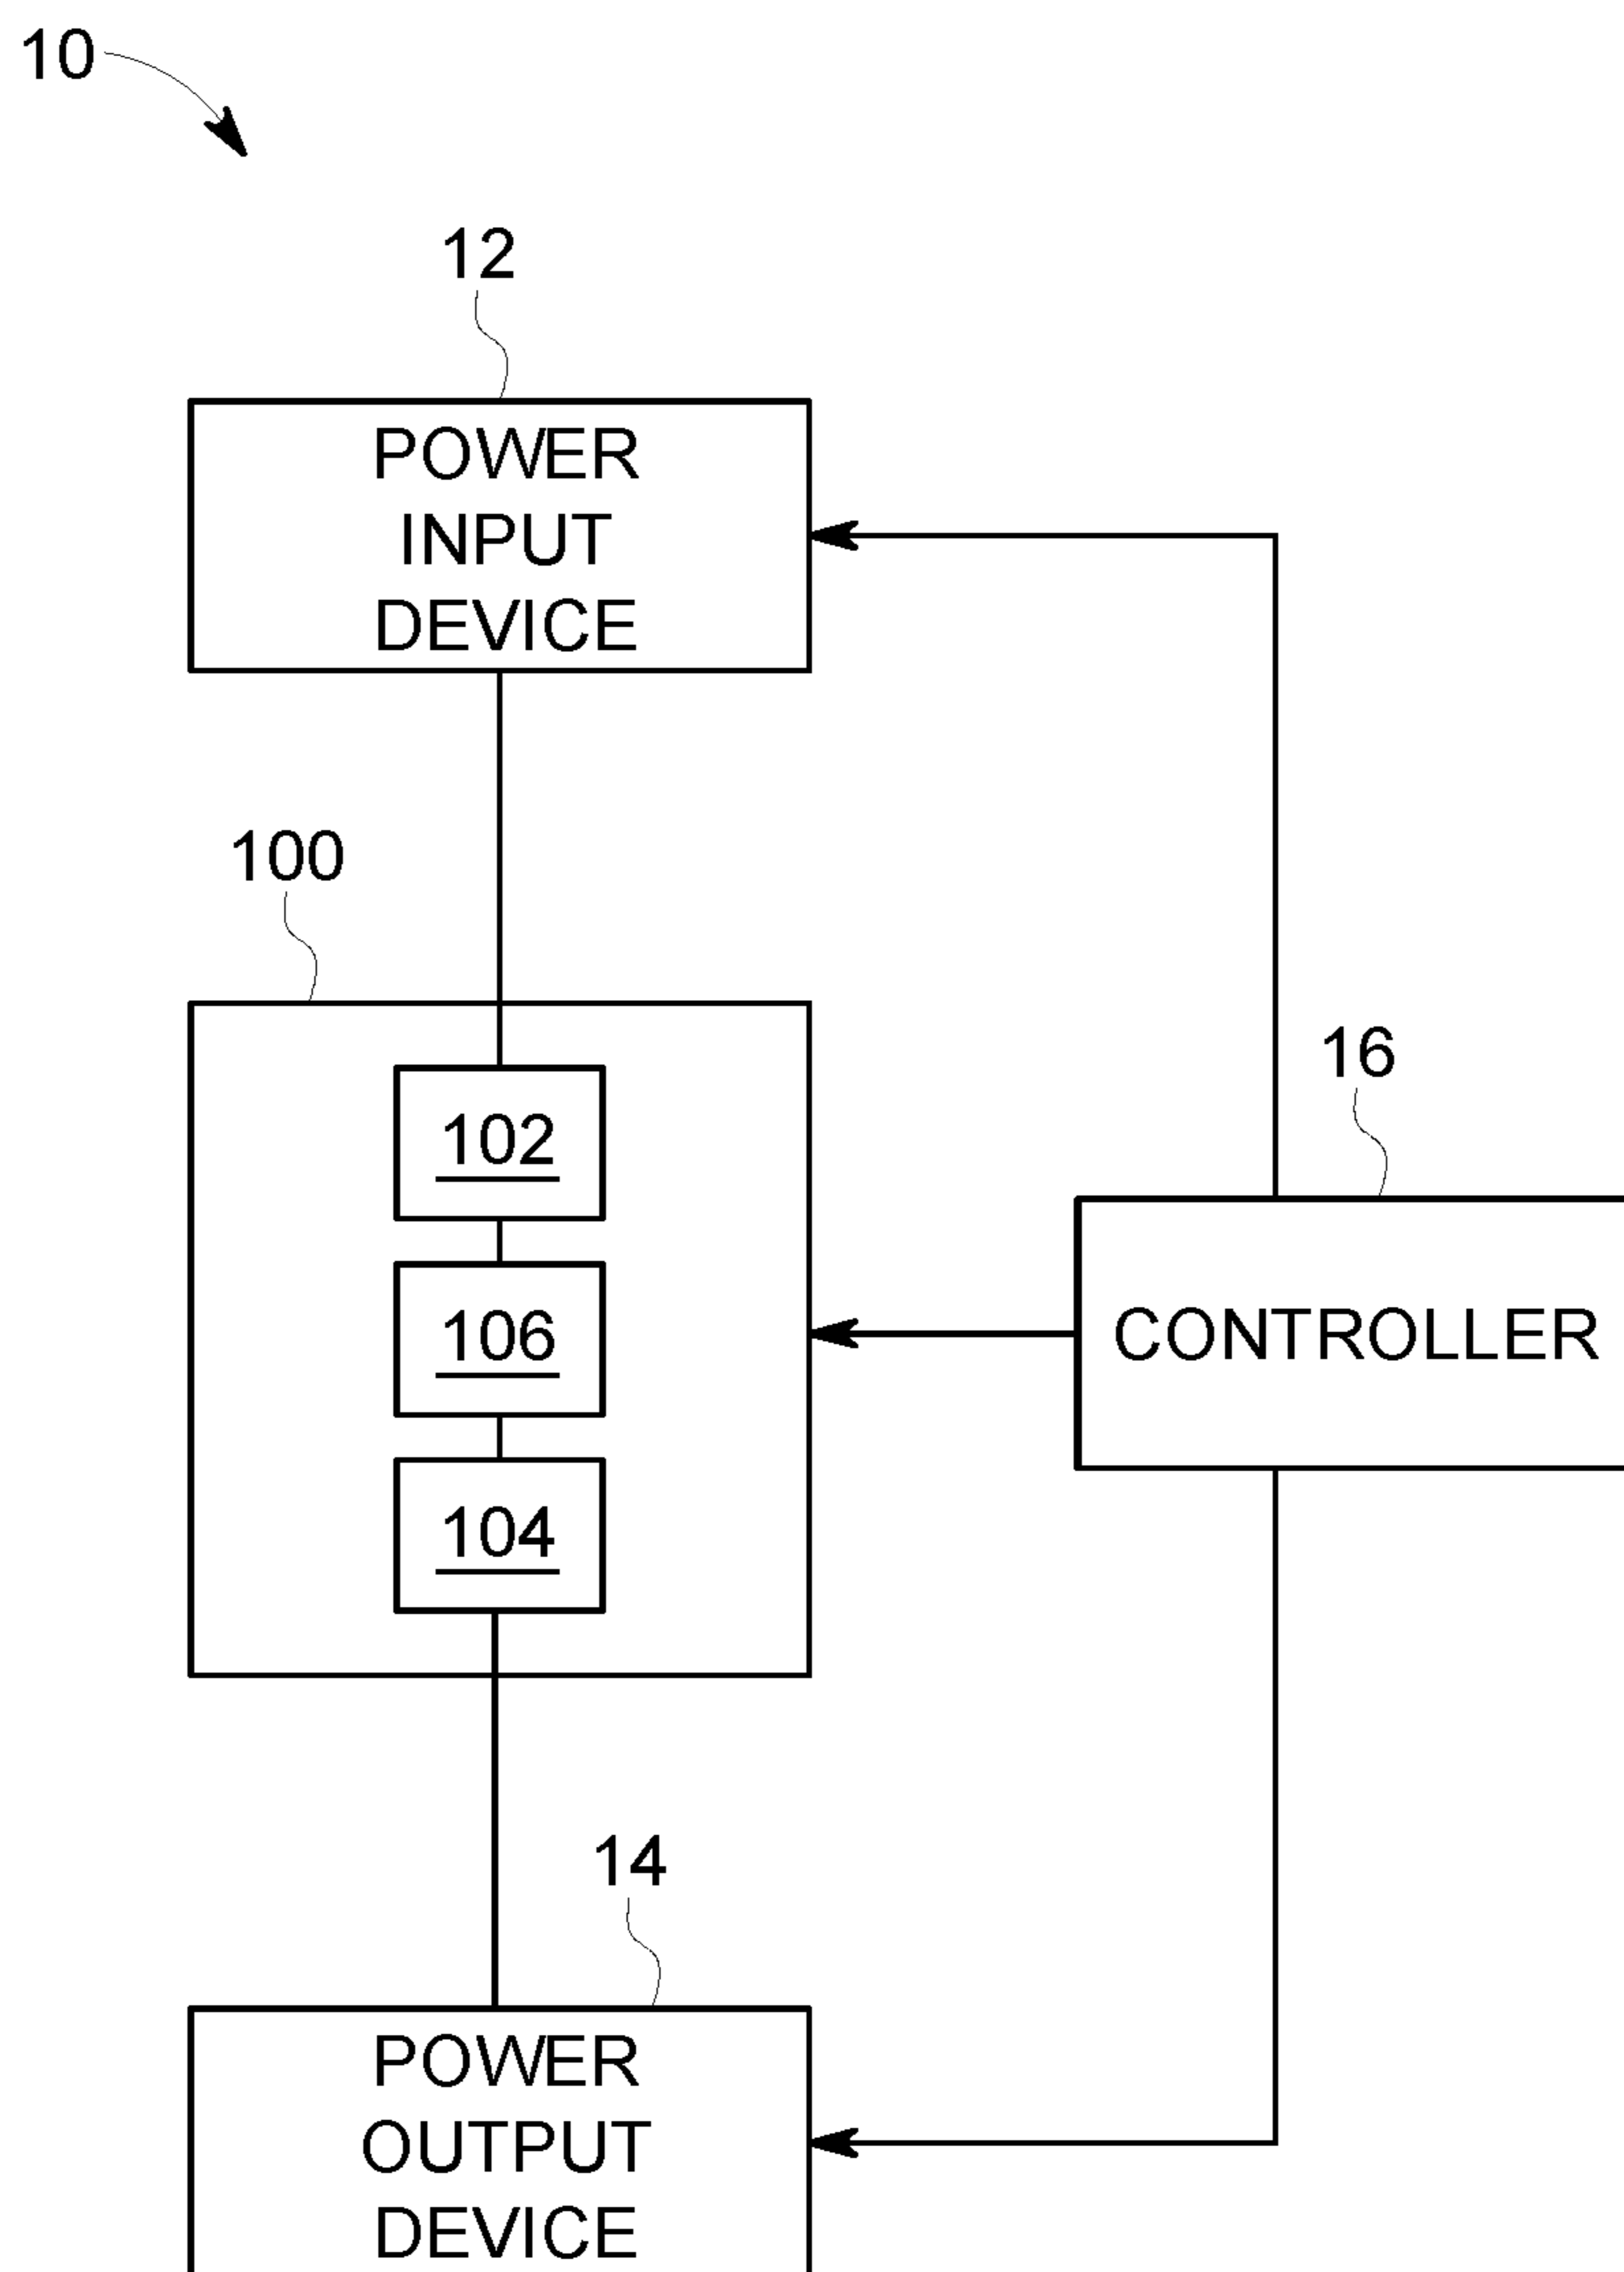 10
12
POWER
INPUT
DEVICE
100
16
102
106
CONTROLLER
104
14
POWER
OUTPUT
DEVICE